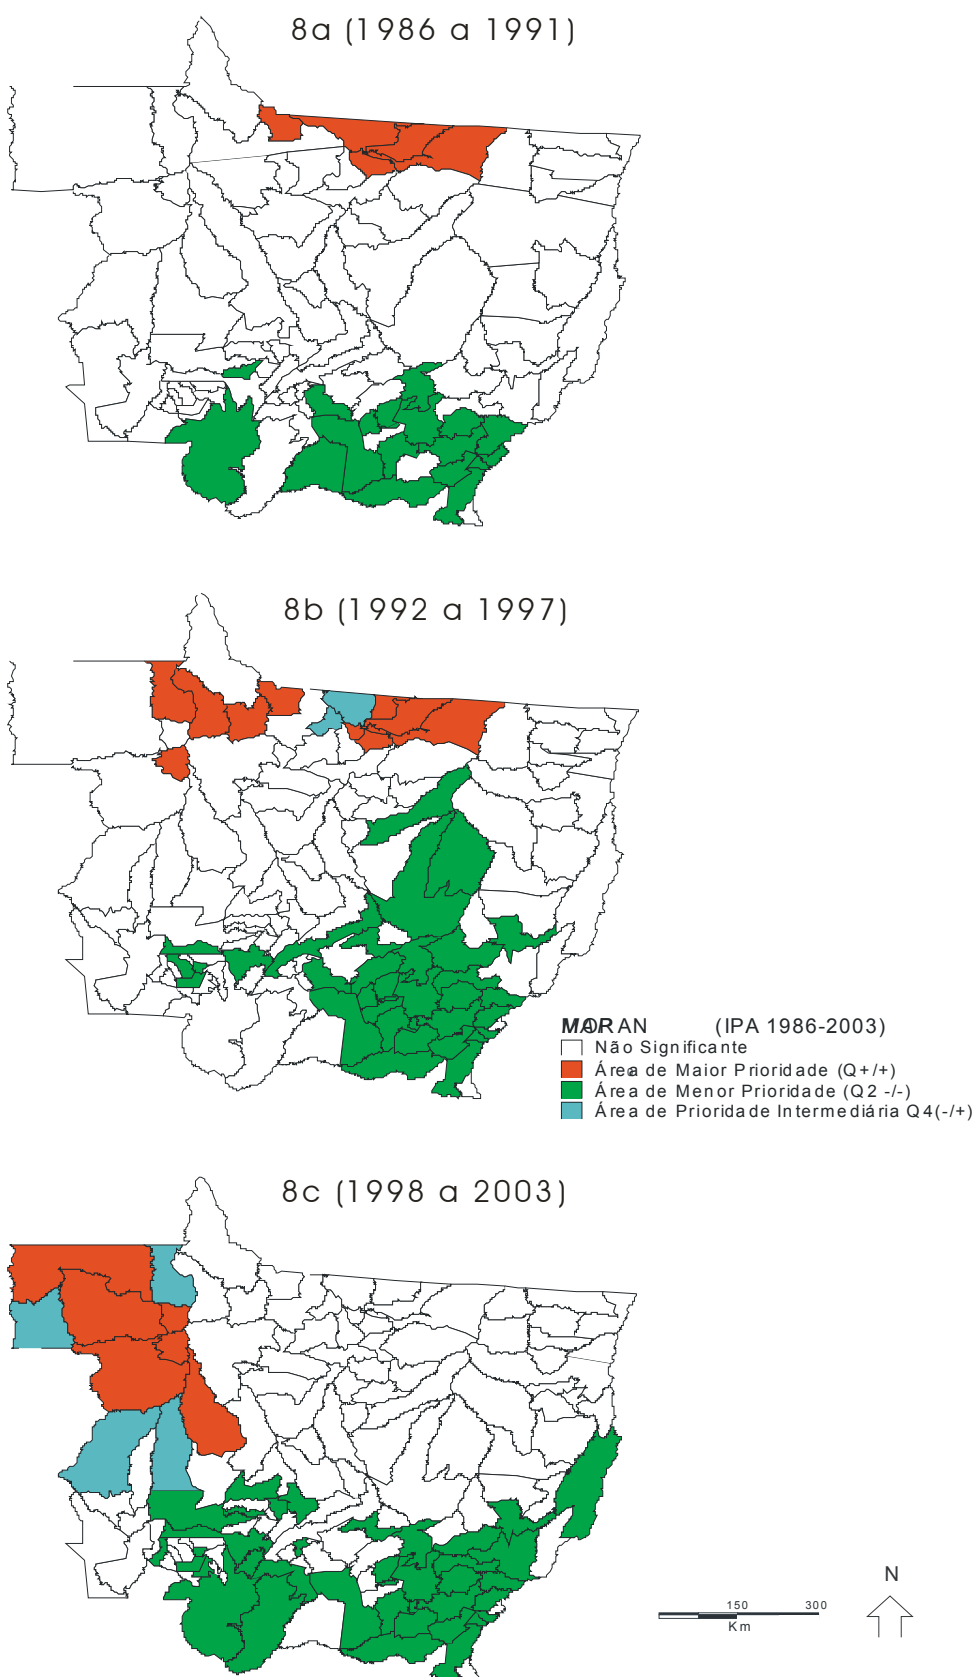 8a (1986 a 1991)
8b (1992 a 1997)
MORAN (IPA 1986-2003)
Não Significante
Área de Maior Prioridade (Q+/+)
Área de Menor Prioridade (Q2 -/-)
Área de Prioridade Intermediária Q4(-/+)
8c (1998 a 2003)
N
150 300
Km